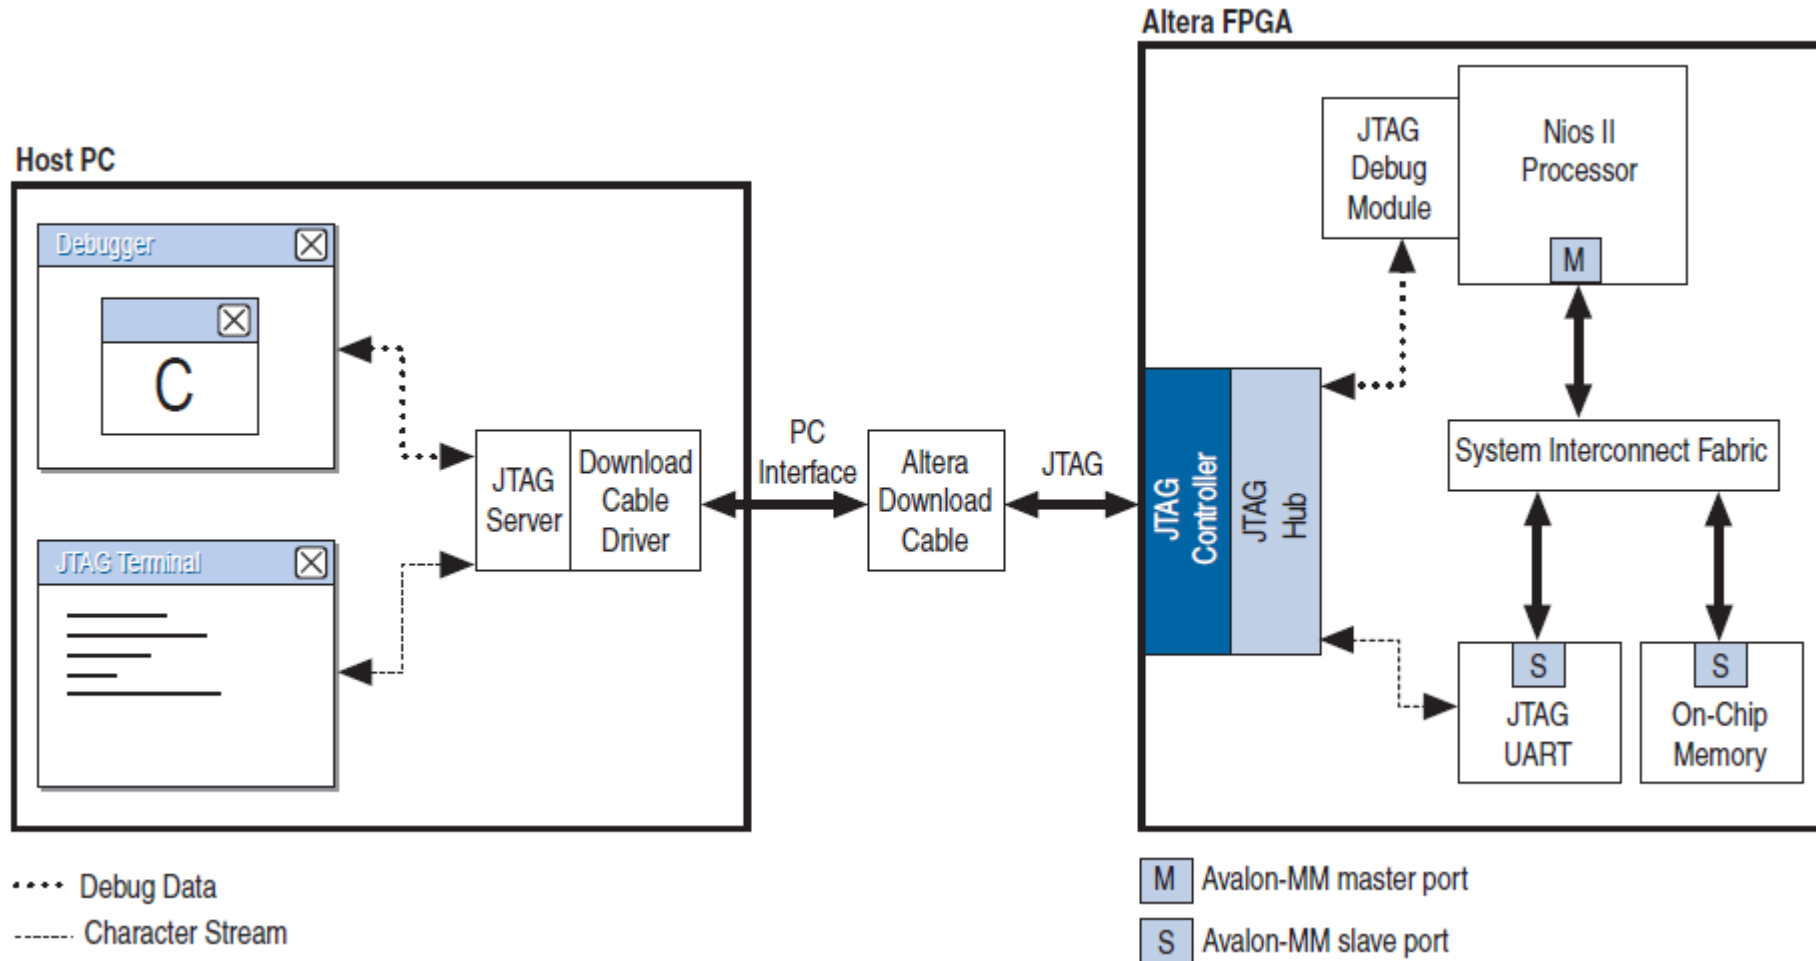 Altera FPGA
Host PC
Debugger
C
JTAG Terminal
JTAG
Server
Download
Cable
Driver
PC
Interface
Altera
Download
Cable
JTAG
JTAG
Controller
JTAG
Hub
JTAG
Debug
Module
Nios II
Processor
M
System Interconnect Fabric
S
JTAG
UART
S
On-Chip
Memory
Debug Data
Character Stream
M Avalon-MM master port
S Avalon-MM slave port